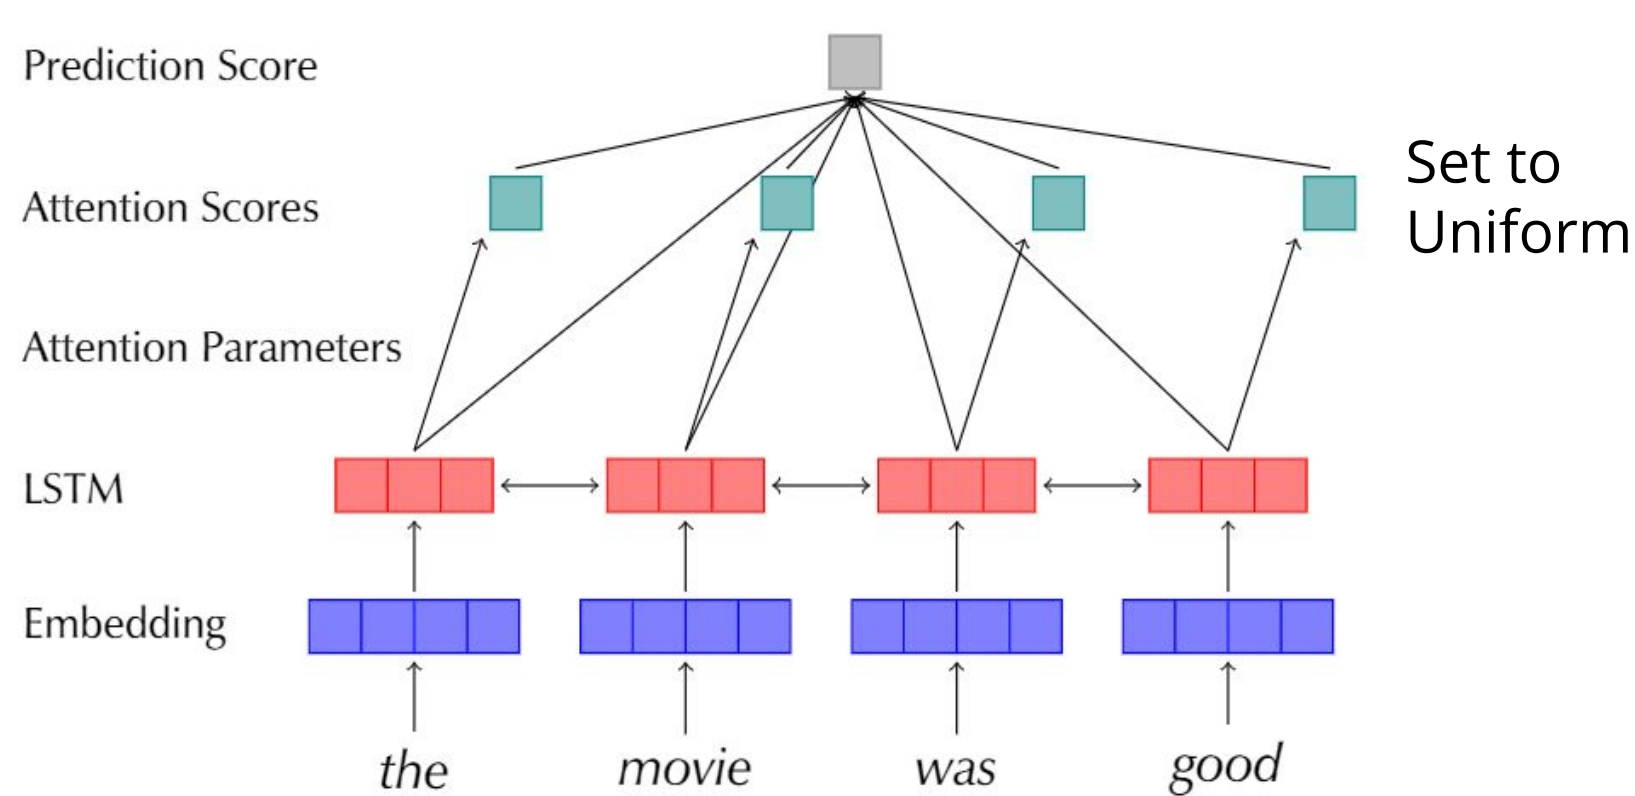 Prediction Score
Attention Scores
Set to
Uniform
Attention Parameters
LSTM
Embedding
the movie was good